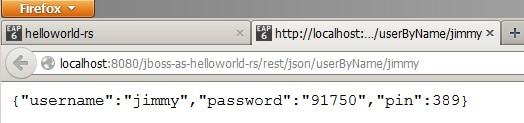 Firefox
EAP 6 helloworld-rs
EAP 6 http://localhost:.../userByName/jimmy
localhost:8080/jboss-as-helloworld-rs/rest/json/userByName/jimmy
{"username":"jimmy","password":"91750","pin":389}